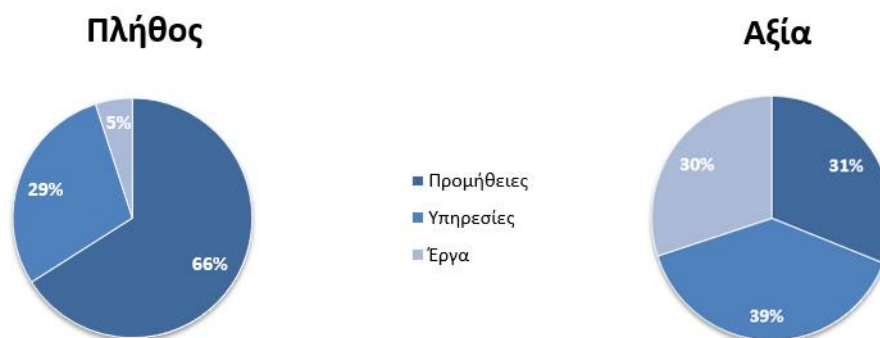 Πλήθος
5%
29%
66%
Προμήθειες
Υπηρεσίες
Έργα
Αξία
30%
31%
39%